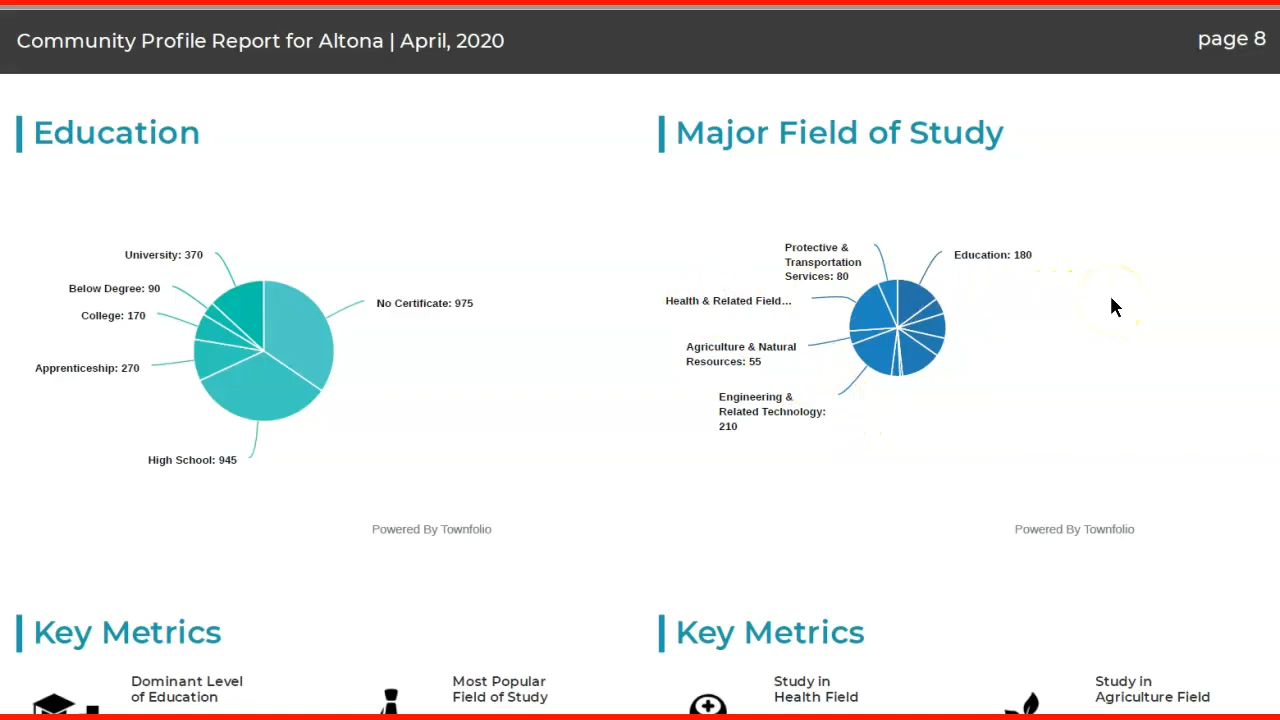 Community Profile Report for Altona | April, 2020
page 8
Education
University: 370
Below Degree: 90
College: 170
Apprenticeship: 270
High School: 945
No Certificate: 975
Powered By Townfolio
Major Field of Study
Protective &
Transportation
Services: 80
Education: 180
Health & Related Field...
Agriculture & Natural
Resources: 55
Engineering &
Related Technology:
210
Powered By Townfolio
Key Metrics
Dominant Level
of Education
Most Popular
Field of Study
Key Metrics
Study in
Health Field
Study in
Agriculture Field